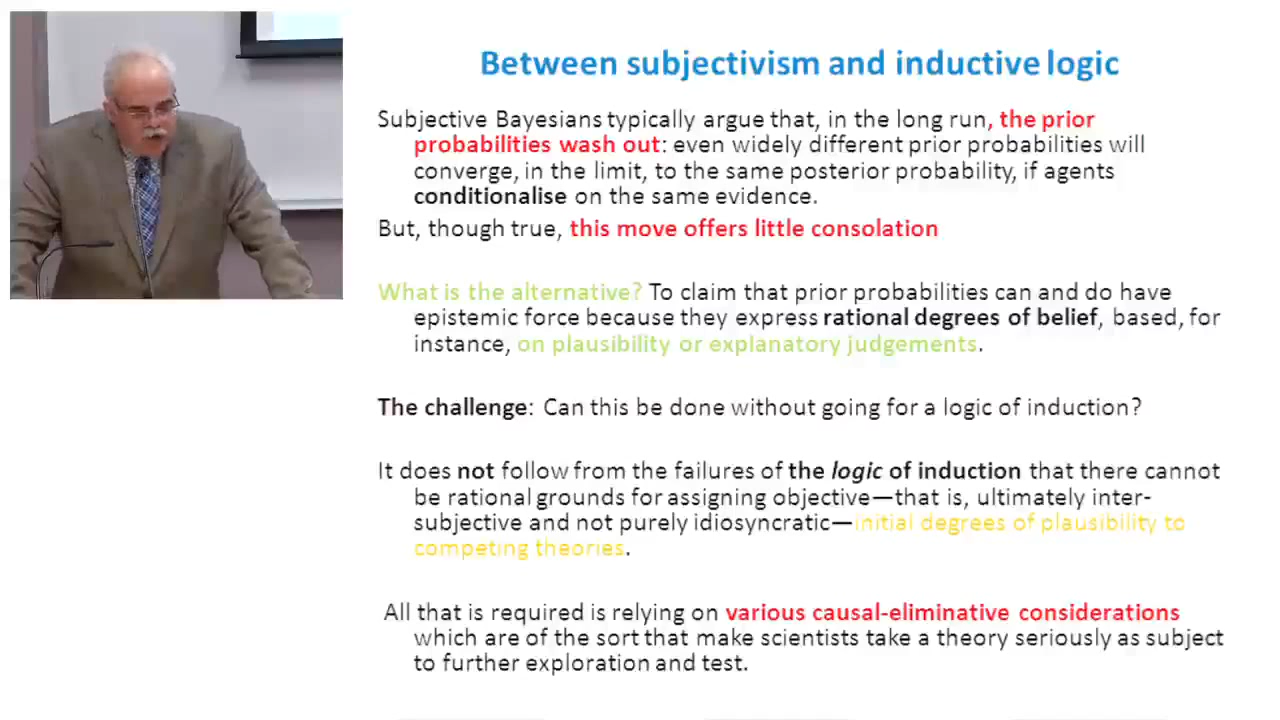 Between subjectivism and inductive logic
Subjective Bayesians typically argue that, in the long run, the prior
probabilities wash out: even widely different prior probabilities will
converge, in the limit, to the same posterior probability, if agents
conditionalise on the same evidence.
But, though true, this move offers little consolation
What is the alternative? To claim that prior probabilities can and do have
epistemic force because they express rational degrees of belief, based, for
instance, on plausibility or explanatory judgements.
The challenge: Can this be done without going for a logic of induction?
It does not follow from the failures of the logic of induction that there cannot
be rational grounds for assigning objective—that is, ultimately inter-
subjective and not purely idiosyncratic—initial degrees of plausibility to
competing theories.
All that is required is relying on various causal-eliminative considerations
which are of the sort that make scientists take a theory seriously as subject
to further exploration and test.